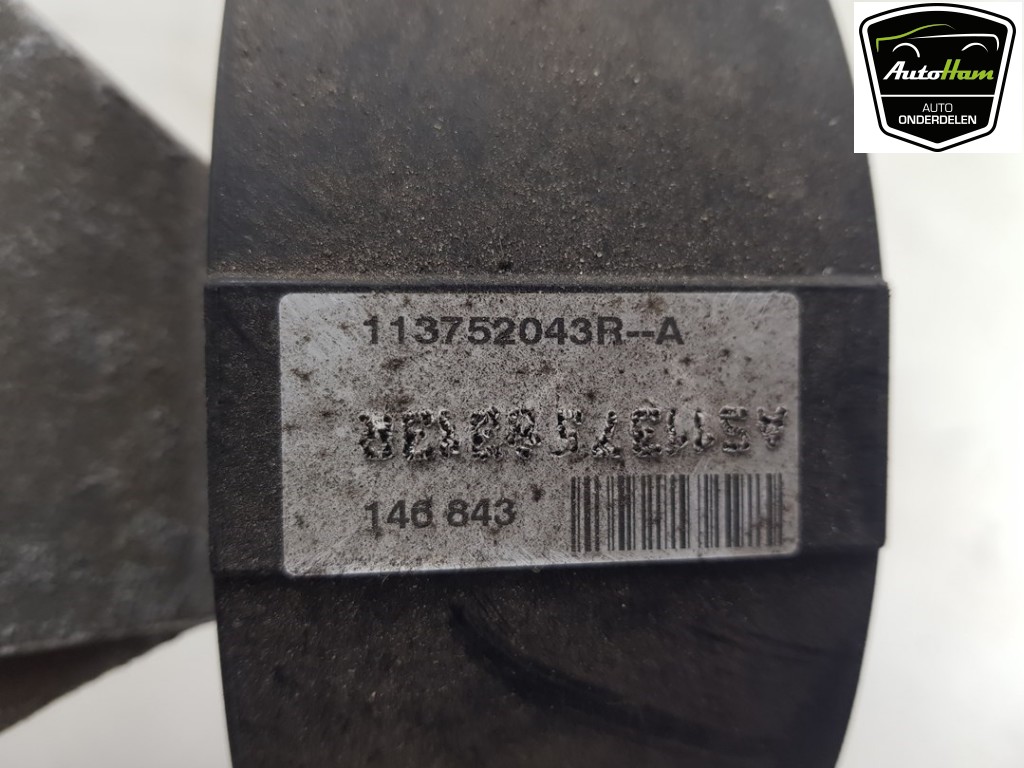 AutoHam
AUTO
ONDERDELEN
113752043R--A
146 843